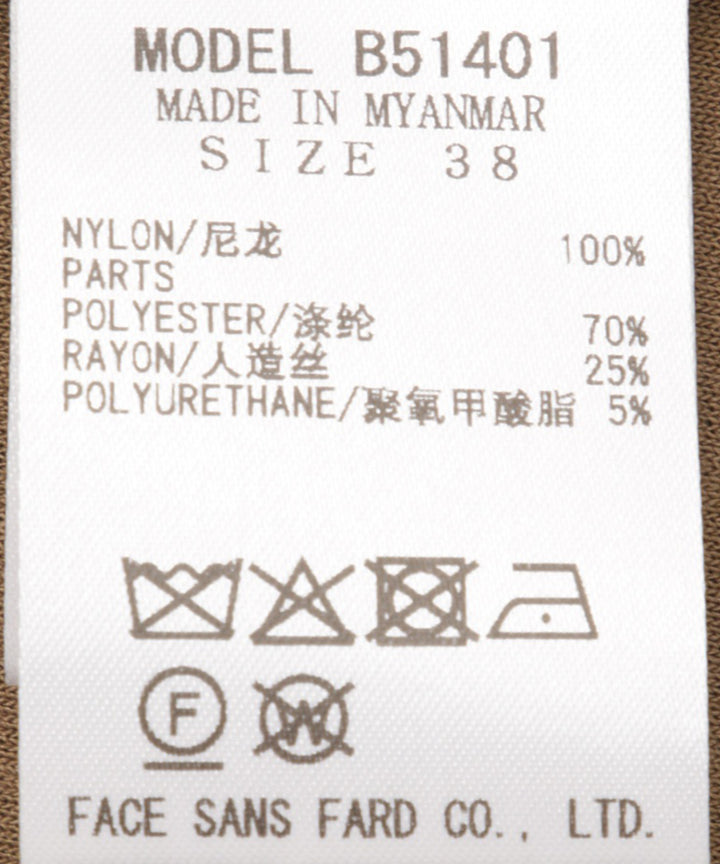 MODEL B51401
MADE IN MYANMAR
SIZE 38
NYLON/尼龙 100%
PARTS
POLYESTER/涤纶 70%
RAYON/人造丝 25%
POLYURETHANE/聚氧甲酸脂 5%
F W
FACE SANS FARD CO., LTD.